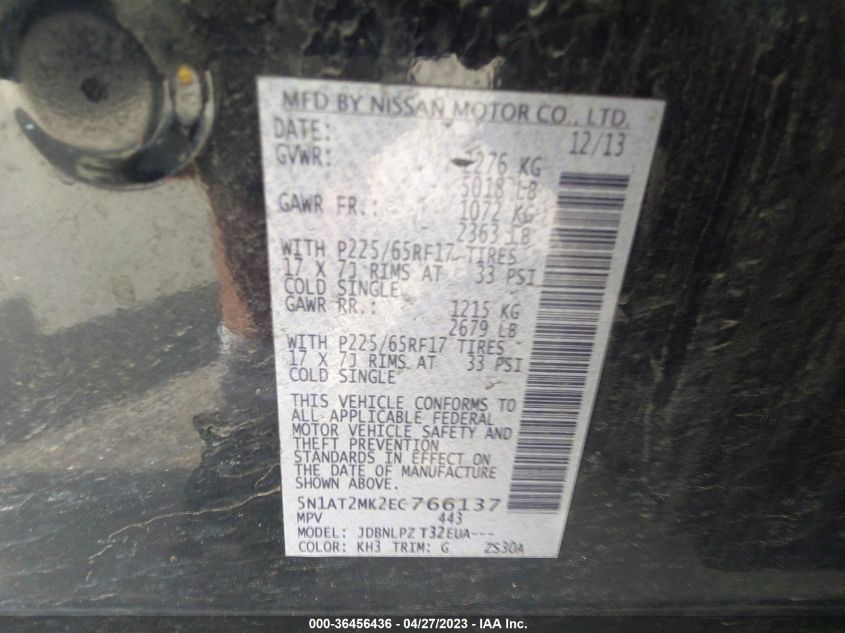 MFD BY NISSAN MOTOR CO., LTD.
DATE: 12/13
GVWR: 276 KG
5018 LB
GAWR FR.: 1072 KG
2363 LB
WITH P225/65RF17 TIRES
17 X 7J RIMS AT 33 PSI
COLD SINGLE
GAWR RR.: 1215 KG
2679 LB
WITH P225/65RF17 TIRES
17 X 7J RIMS AT 33 PSI
COLD SINGLE
THIS VEHICLE CONFORMS TO
ALL APPLICABLE FEDERAL
MOTOR VEHICLE SAFETY AND
THEFT PREVENTION
STANDARDS IN EFFECT ON
THE DATE OF MANUFACTURE
SHOWN ABOVE.
5N1AT2MK2EC766137
MPV 443
MODEL: JDBNLPZ T32EUA---
COLOR: KH3 TRIM: G ZS30A
000-36456436 - 04/27/2023 - IAA Inc.